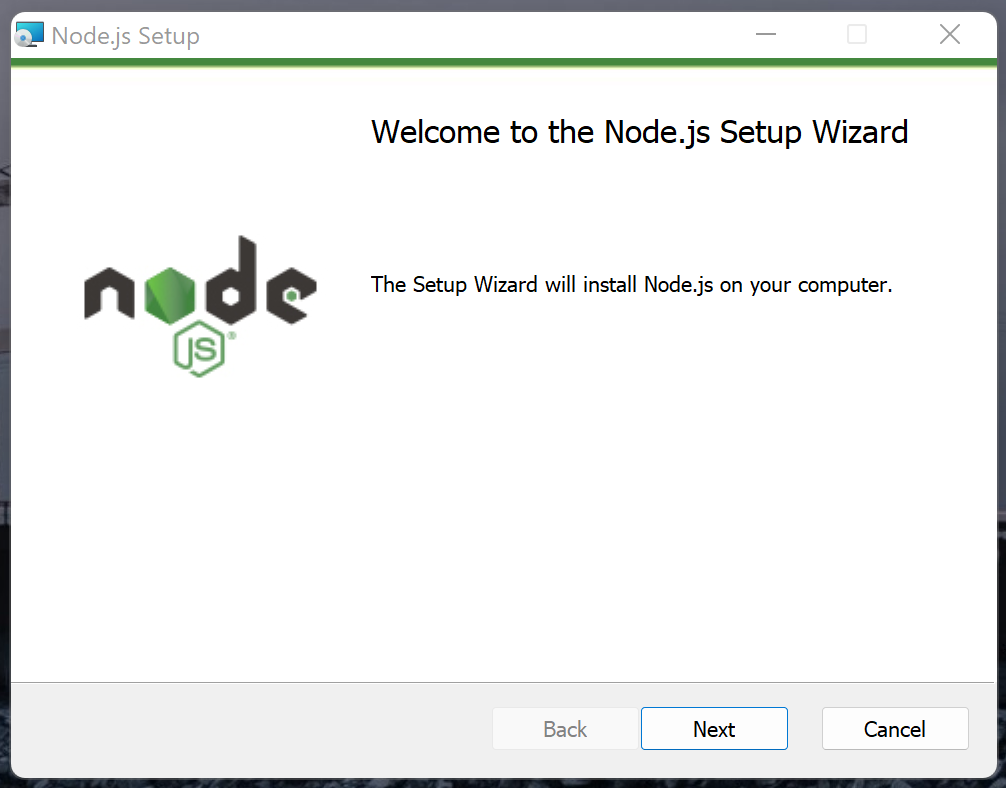 Node.js Setup
Welcome to the Node.js Setup Wizard
The Setup Wizard will install Node.js on your computer.
node
JS®
Back
Next
Cancel